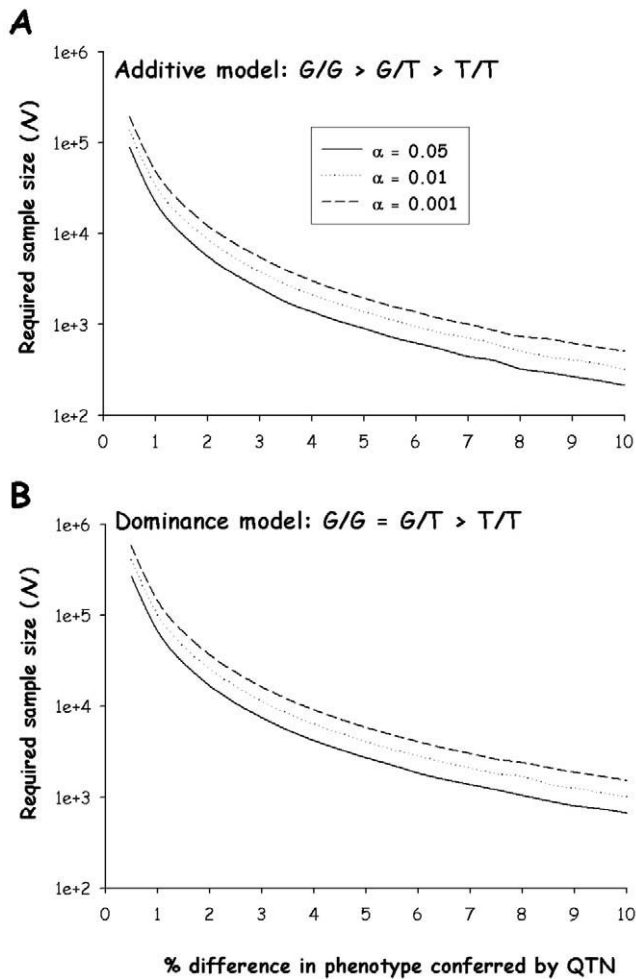 A
1e+6
Additive model: G/G > G/T > T/T
α = 0.05
α = 0.01
α = 0.001
1e+5
1e+4
1e+3
1e+2
Required sample size (N)
0 1 2 3 4 5 6 7 8 9 10
B
1e+6
Dominance model: G/G = G/T > T/T
1e+5
1e+4
1e+3
1e+2
Required sample size (N)
0 1 2 3 4 5 6 7 8 9 10
% difference in phenotype conferred by QTN